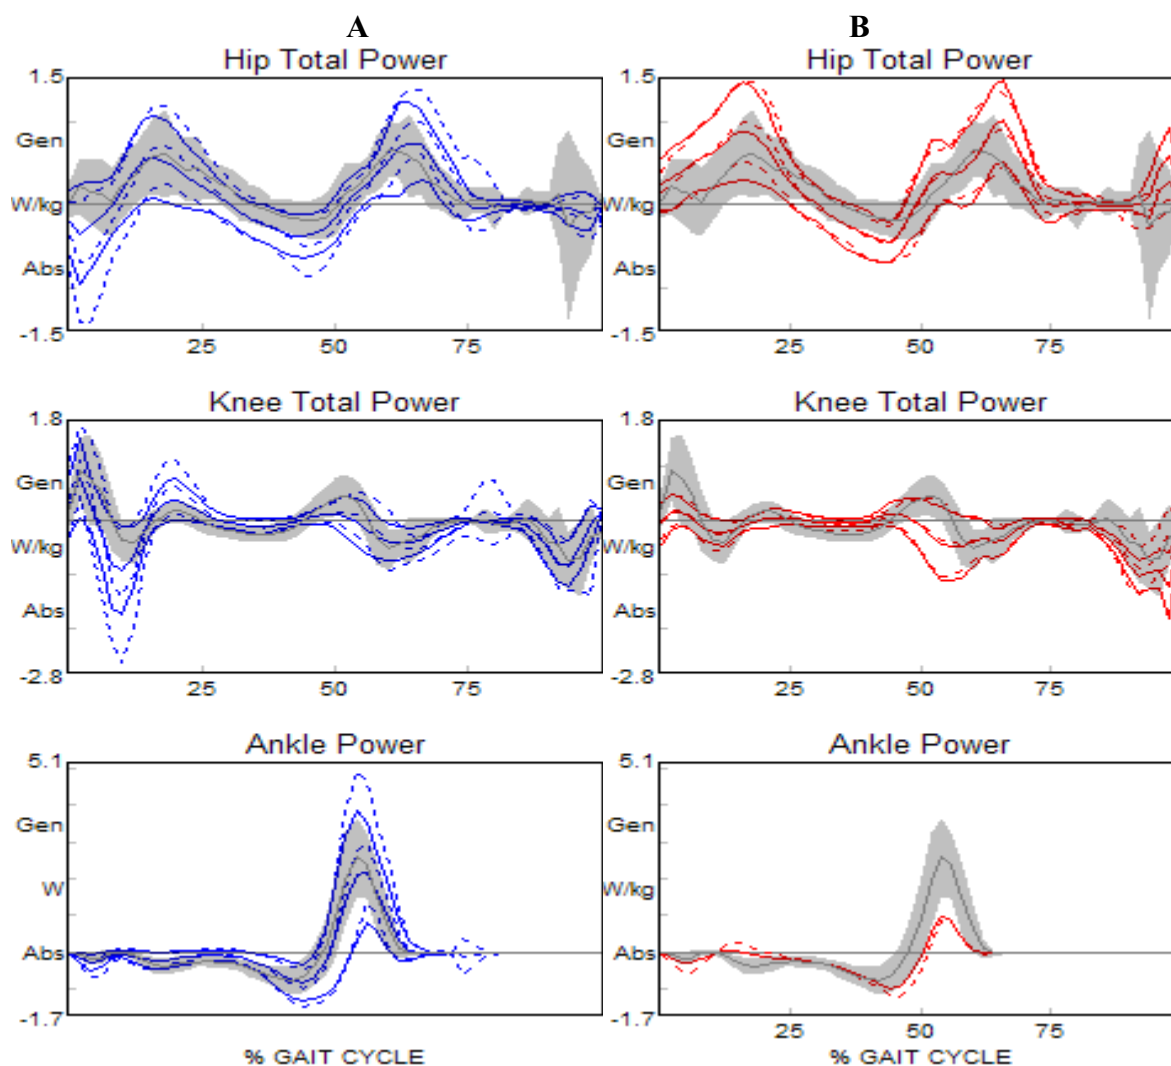 A B
Hip Total Power Hip Total Power
1.5 1.5
Gen Gen
W/kg W/kg
Abs Abs
-1.5 -1.5
25 50 75 25 50 75
Knee Total Power Knee Total Power
1.8 1.8
Gen Gen
W/kg W/kg
Abs Abs
-2.8 -2.8
25 50 75 25 50 75
Ankle Power Ankle Power
5.1 5.1
Gen Gen
W W/kg
Abs Abs
-1.7 -1.7
25 50 75
% GAIT CYCLE % GAIT CYCLE